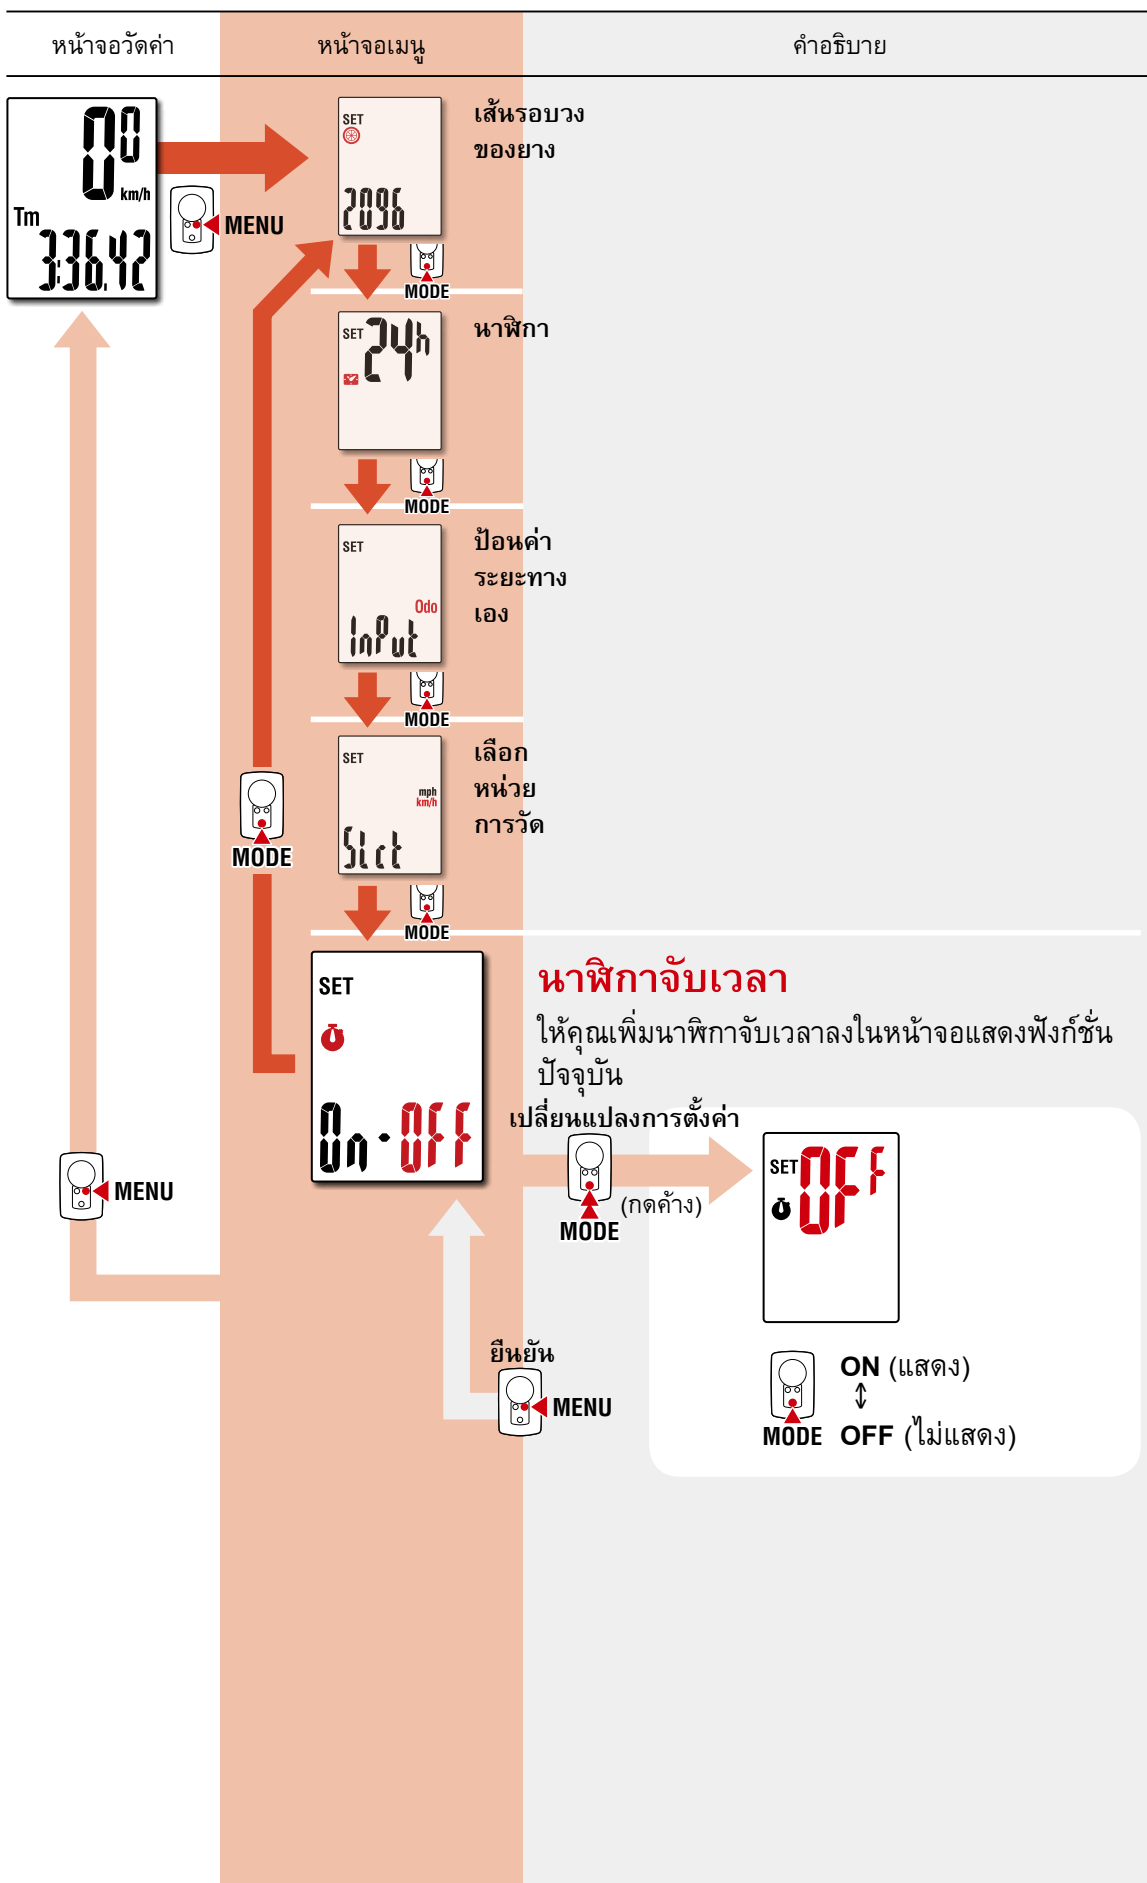 หน้าจอวัดค่า หน้าจอเมนู คำอธิบาย
00
km/h
Tm
3:36.42
MENU
SET
2096
เส้นรอบวง
ของยาง
MODE
SET 24h
นาฬิกา
MODE
SET
Odo
InPut
ป้อนค่า
ระยะทาง
เอง
MODE
SET
mph
km/h
Slct
เลือก
หน่วย
การวัด
MODE
MODE
SET
On·OFF
นาฬิกาจับเวลา
ให้คุณเพิ่มนาฬิกาจับเวลาลงในหน้าจอแสดงฟังก์ชั่น
ปัจจุบัน
เปลี่ยนแปลงการตั้งค่า
(กดค้าง)
MODE
SET OFF
MENU
ยืนยัน
MENU
ON (แสดง)
↕
MODE OFF (ไม่แสดง)